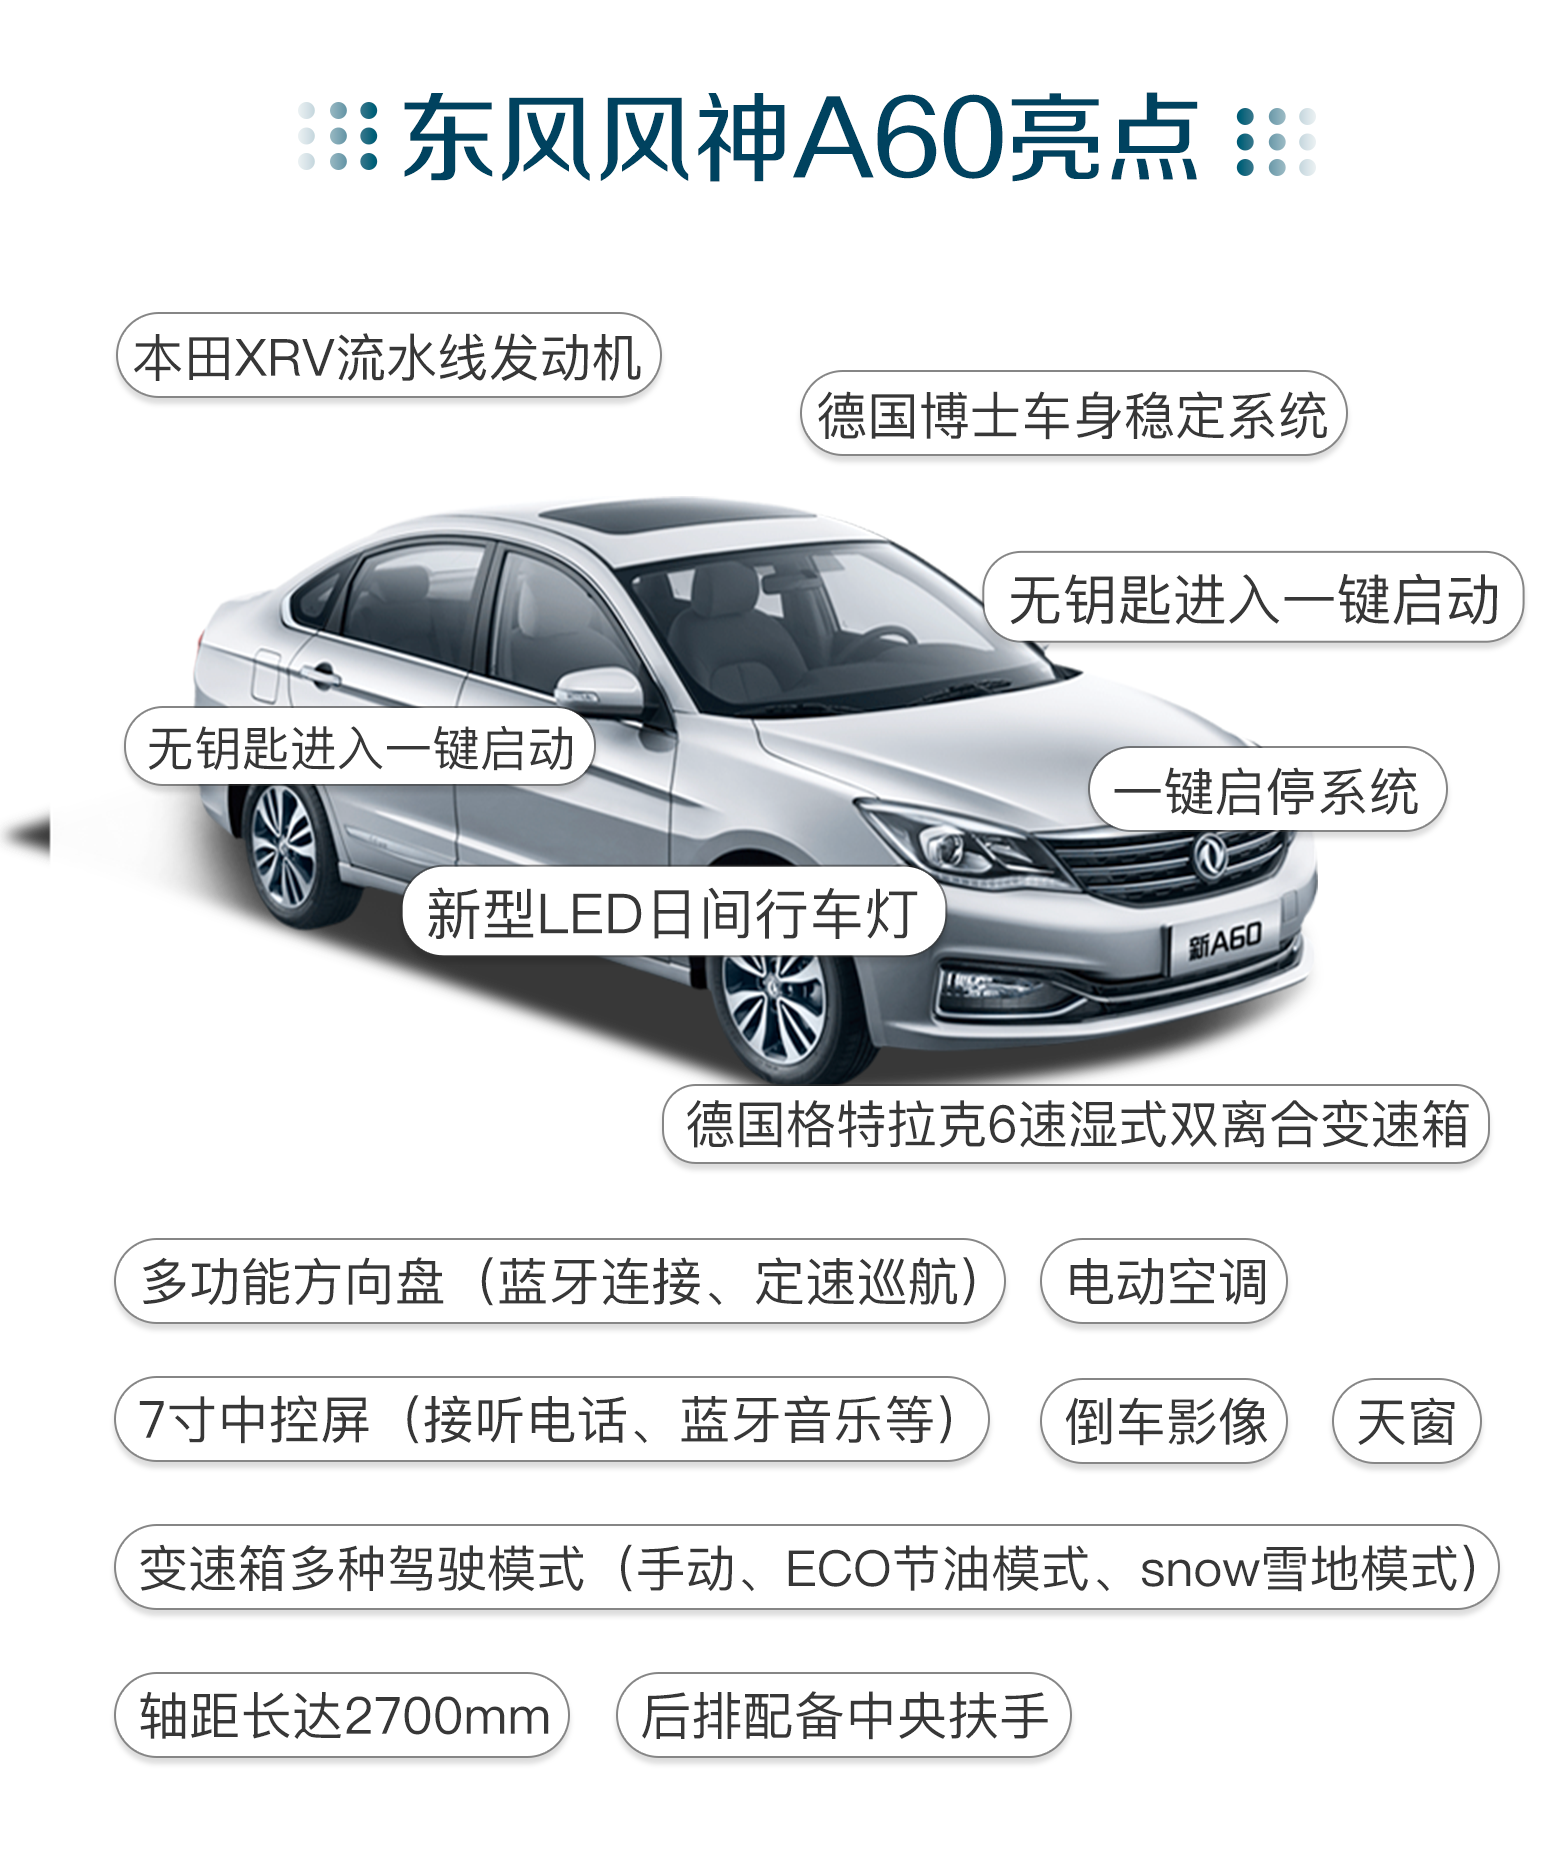 东风风神A60亮点
本田XRV流水线发动机
德国博士车身稳定系统
无钥匙进入一键启动
无钥匙进入一键启动
一键启停系统
新型LED日间行车灯
新A60
德国格特拉克6速湿式双离合变速箱
多功能方向盘（蓝牙连接、定速巡航）
电动空调
7寸中控屏（接听电话、蓝牙音乐等）
倒车影像
天窗
变速箱多种驾驶模式（手动、ECO节油模式、snow雪地模式）
轴距长达2700mm
后排配备中央扶手